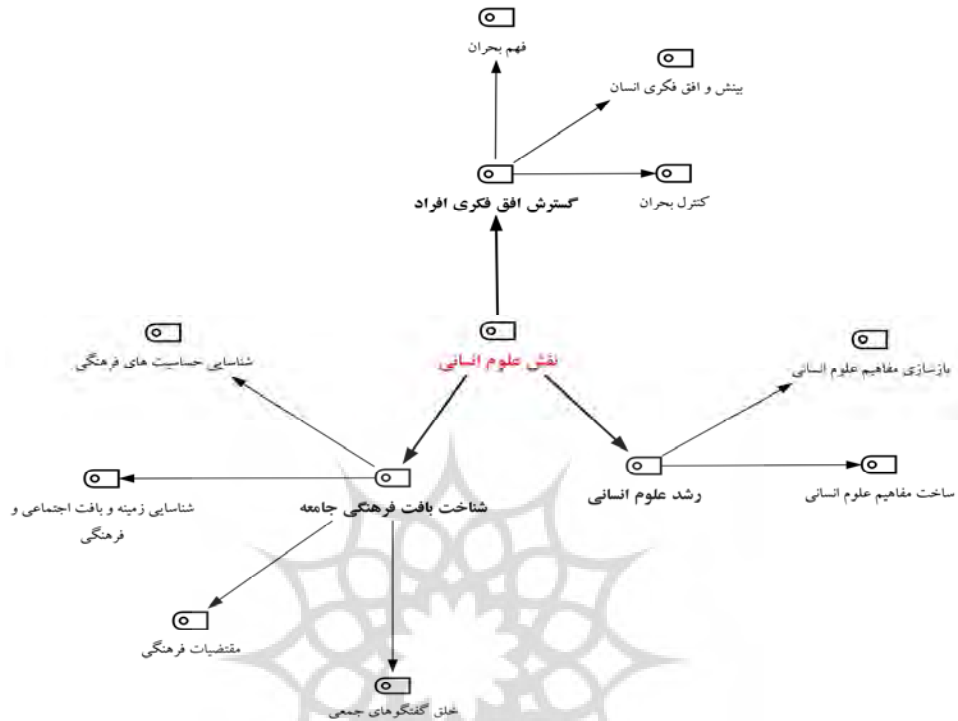 فهم بحران
بینش و افق فکری انسان
کنترل بحران
گسترش افق فکری افراد
نقش علوم انسانی
شناسایی حساسیت های فرهنگی
بازسازی مفاهیم علوم انسانی
رشد علوم انسانی
ساخت مفاهیم علوم انسانی
شناخت بافت فرهنگی جامعه
شناسایی زمینه و بافت اجتماعی و
فرهنگی
مقتضیات فرهنگی
خلق گفتگوهای جمعی